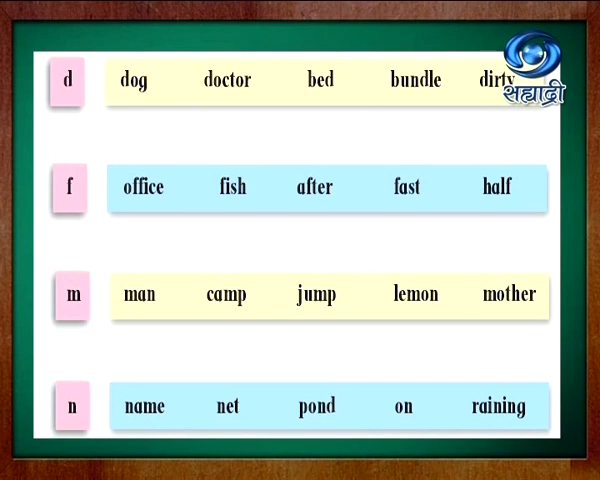 d dog doctor bed bundle dirty
सह्याद्री
f office fish after fast half
m man camp jump lemon mother
n name net pond on raining